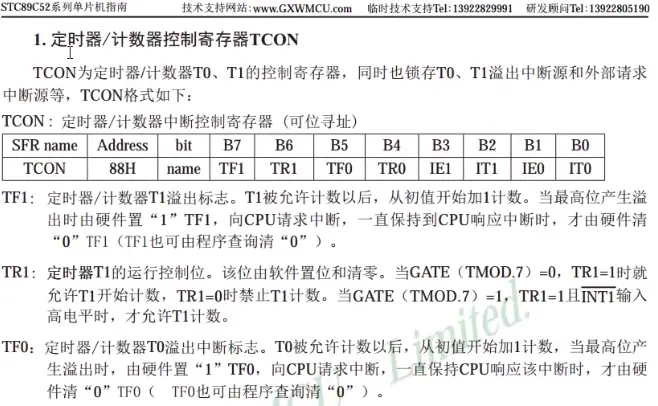 STC89C52系列单片机指南 技术支持网站:www.GXWMCU.com 临时技术支持Tel:13922829991 研发顾问Tel:13922805190
1. 定时器/计数器控制寄存器TCON
TCON为定时器/计数器T0、T1的控制寄存器，同时也锁存T0、T1溢出中断源和外部请求
中断源等，TCON格式如下：
TCON : 定时器/计数器中断控制寄存器 (可位寻址)
SFR name Address bit B7 B6 B5 B4 B3 B2 B1 B0
TCON 88H name TF1 TR1 TF0 TR0 IE1 IT1 IE0 IT0
TF1: 定时器/计数器T1溢出标志。T1被允许计数以后，从初值开始加1计数。当最高位产生溢
出时由硬件置“1”TF1，向CPU请求中断，一直保持到CPU响应中断时，才由硬件清
“0”TF1（TF1也可由程序查询清“0”）。
TR1: 定时器T1的运行控制位。该位由软件置位和清零。当GATE（TMOD.7）=0，TR1=1时就
允许T1开始计数，TR1=0时禁止T1计数。当GATE（TMOD.7）=1，TR1=1且INT1输入
高电平时，才允许T1计数。
TF0: 定时器/计数器T0溢出中断标志。T0被允许计数以后，从初值开始加1计数，当最高位产
生溢出时，由硬件置“1”TF0，向CPU请求中断，一直保持CPU响应该中断时，才由硬
件清“0”TF0（ TF0也可由程序查询清“0”）。
Limited.